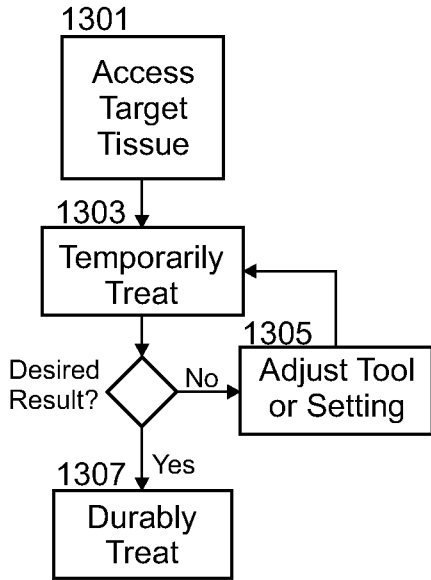 1301
Access
Target
Tissue
1303
Temporarily
Treat
1305
Adjust Tool
or Setting
Desired
Result?
No
Yes
1307
Durably
Treat